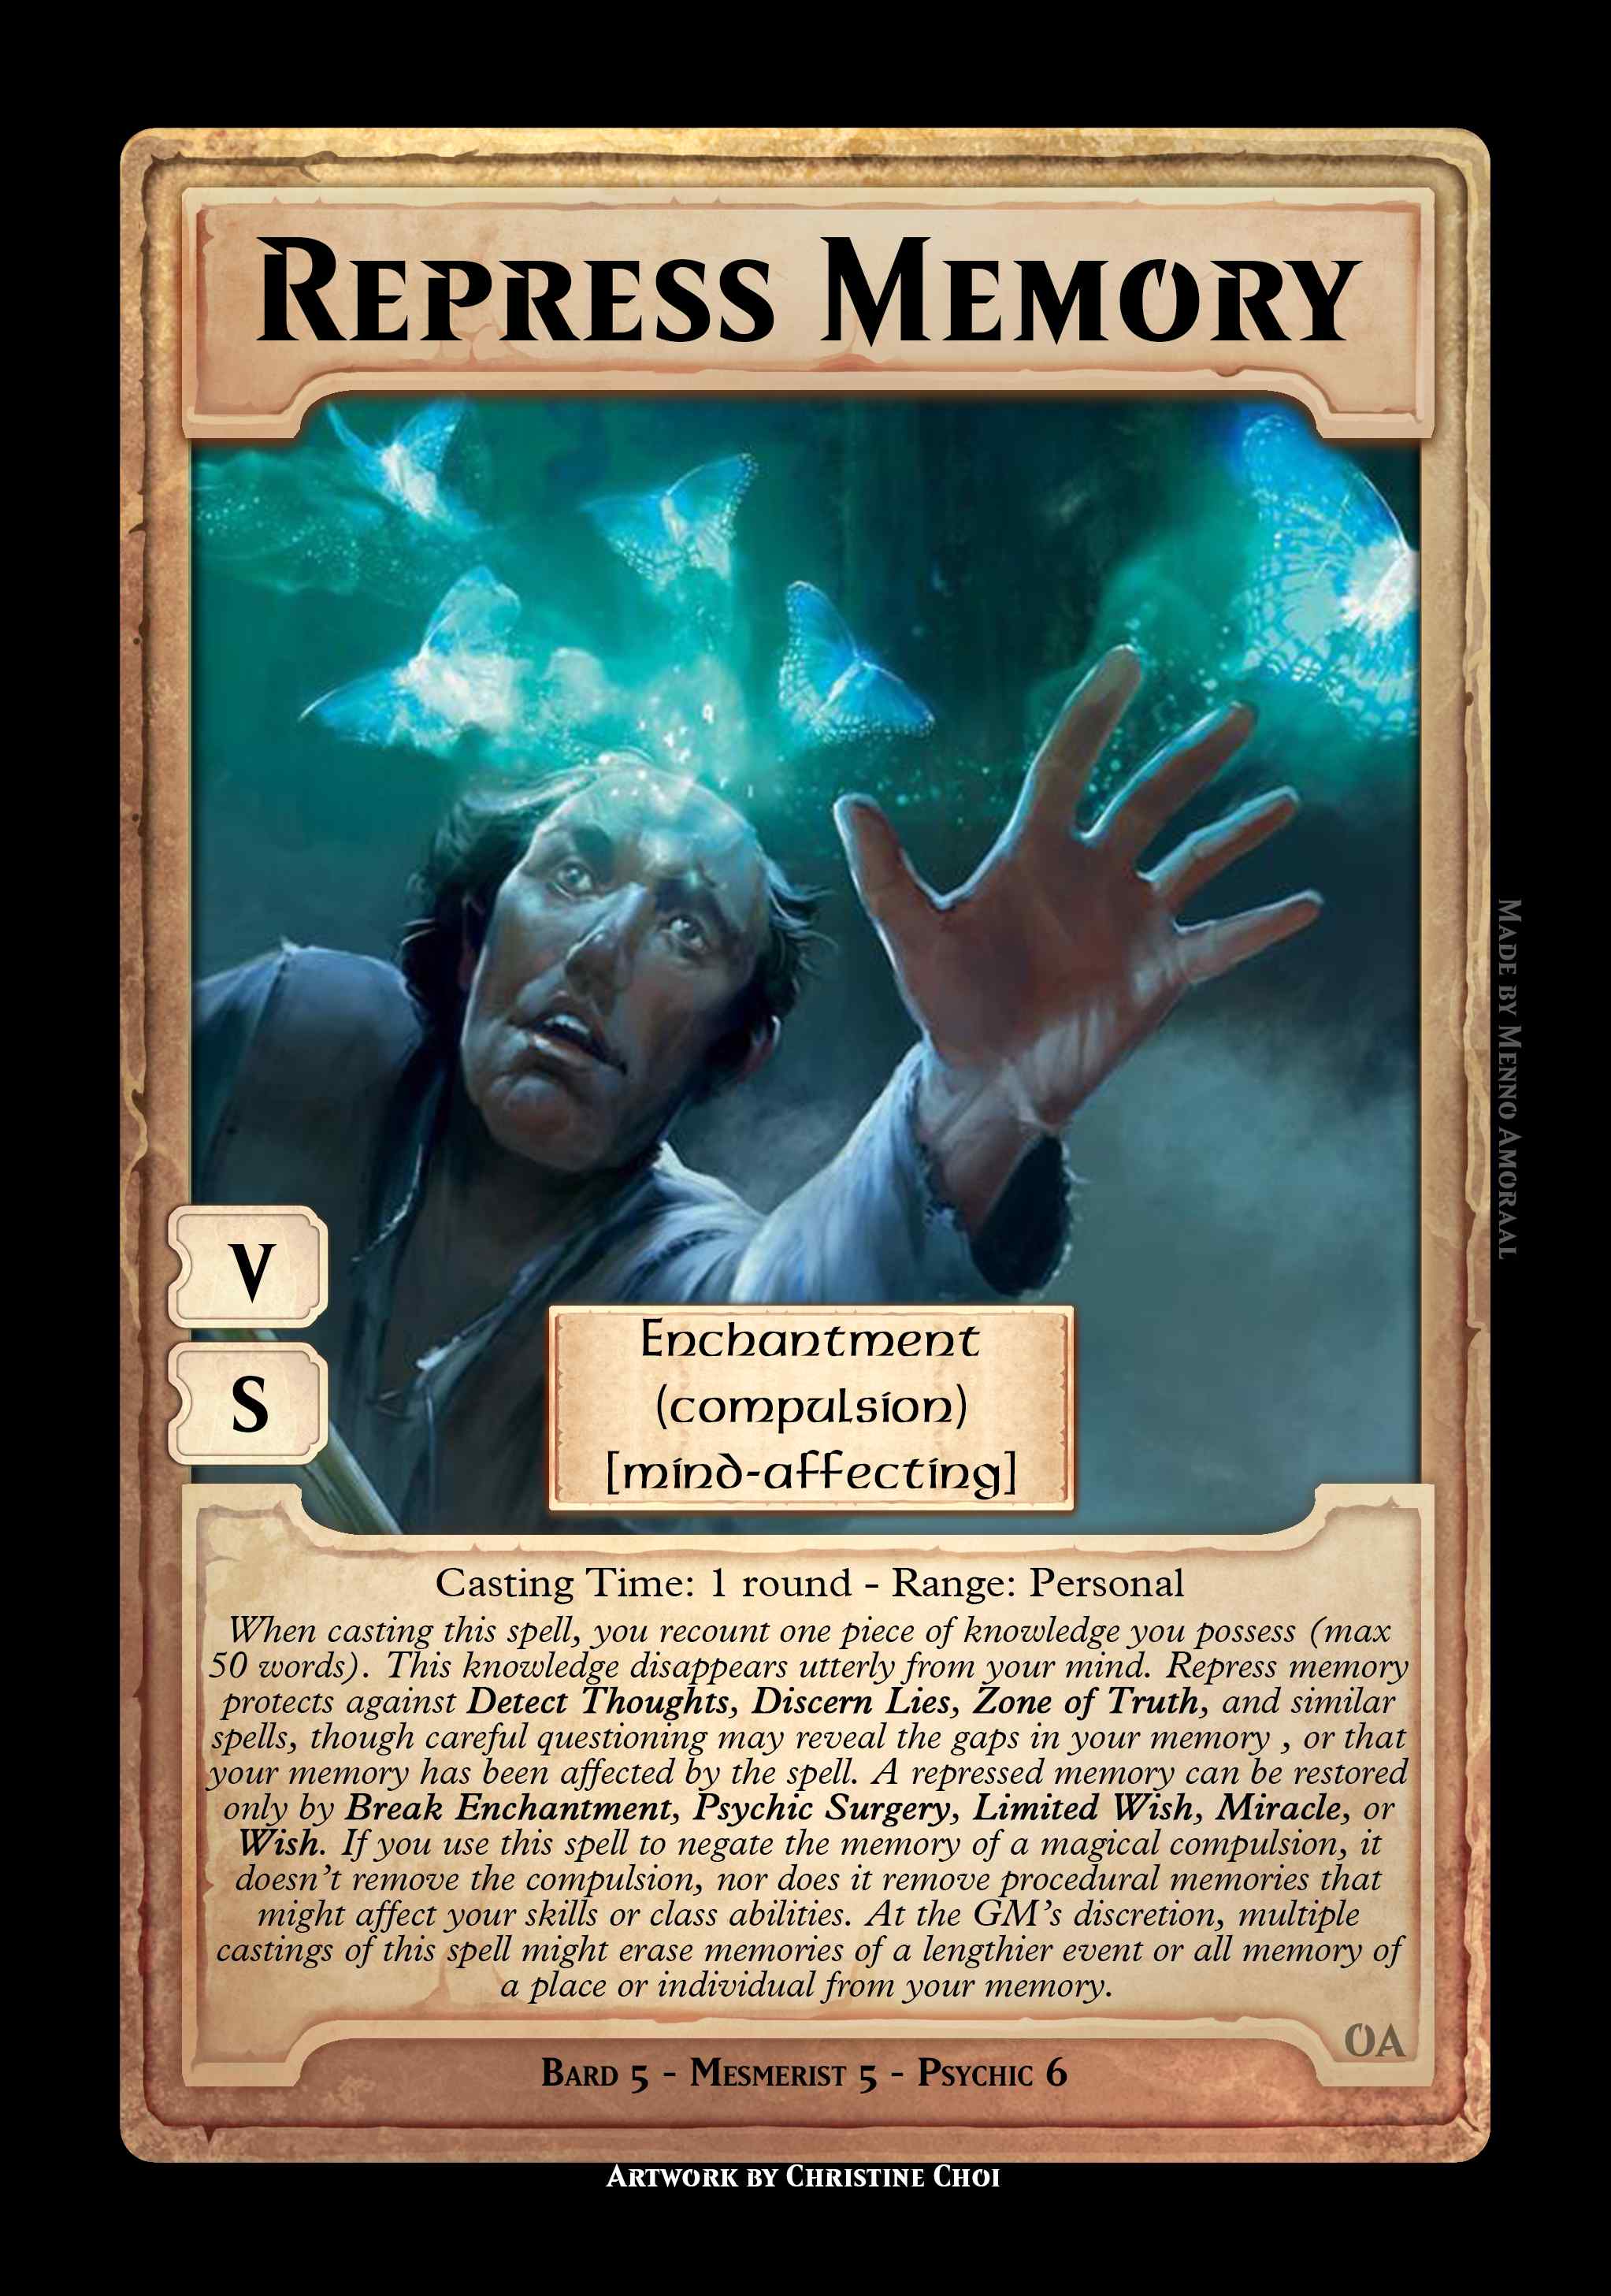 Repress Memory
Made by Menno Amoraal
V
S
Enchantment
(compulsion)
[mind-affecting]
Casting Time: 1 round - Range: Personal
When casting this spell, you recount one piece of knowledge you possess (max
50 words). This knowledge disappears utterly from your mind. Repress memory
protects against Detect Thoughts, Discern Lies, Zone of Truth, and similar
spells, though careful questioning may reveal the gaps in your memory , or that
your memory has been affected by the spell. A repressed memory can be restored
only by Break Enchantment, Psychic Surgery, Limited Wish, Miracle, or
Wish. If you use this spell to negate the memory of a magical compulsion, it
doesn't remove the compulsion, nor does it remove procedural memories that
might affect your skills or class abilities. At the GM's discretion, multiple
castings of this spell might erase memories of a lengthier event or all memory of
a place or individual from your memory.
OA
Bard 5 - Mesmerist 5 - Psychic 6
Artwork by Christine Choi